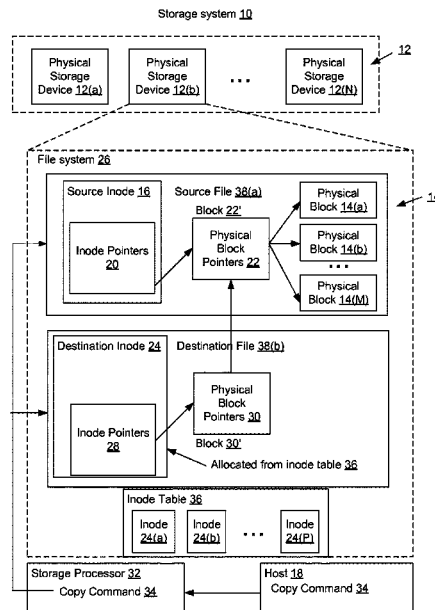 Storage system 10
12
Physical
Storage
Device 12(a)
Physical
Storage
Device 12(b)
...
Physical
Storage
Device 12(N)
File system 26
Source Inode 16
Source File 38(a)
Block 22'
Inode Pointers
20
Physical
Block
Pointers 22
Physical
Block 14(a)
Physical
Block 14(b)
...
Physical
Block 14(M)
Destination Inode 24
Destination File 38(b)
Inode Pointers
28
Physical
Block
Pointers 30
Block 30'
Allocated from inode table 36
Inode Table 36
Inode
24(a)
Inode
24(b)
...
Inode
24(P)
Storage Processor
32
Copy Command 34
Host 18
Copy Command 34